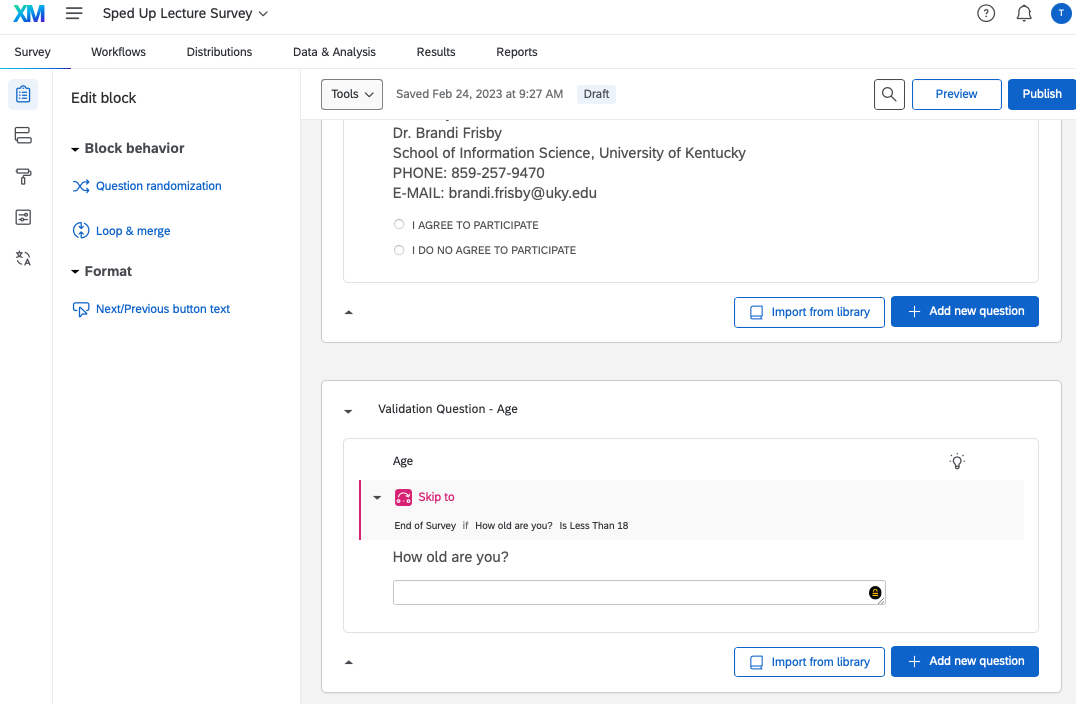 XM
Sped Up Lecture Survey
T
Survey
Workflows
Distributions
Data & Analysis
Results
Reports
Edit block
Block behavior
Question randomization
Loop & merge
Format
Next/Previous button text
Tools
Saved Feb 24, 2023 at 9:27 AM
Draft
Preview
Publish
Dr. Brandi Frisby
School of Information Science, University of Kentucky
PHONE: 859-257-9470
E-MAIL: brandi.frisby@uky.edu
I AGREE TO PARTICIPATE
I DO NO AGREE TO PARTICIPATE
Import from library
Add new question
Validation Question - Age
Age
Skip to
End of Survey if How old are you? Is Less Than 18
How old are you?
Import from library
Add new question